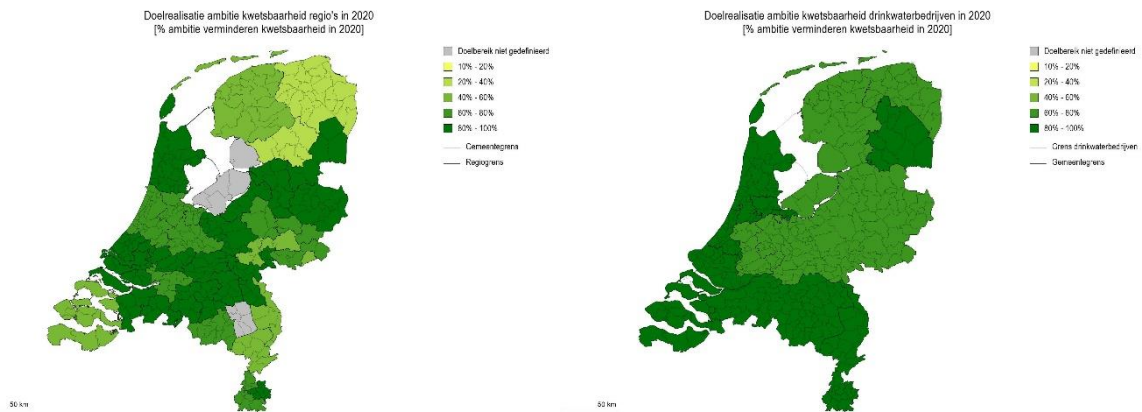 Doelrealisatie ambitie kwetsbaarheid regio's in 2020
[% ambitie verminderen kwetsbaarheid in 2020]
Doelbereik niet gedefinieerd
10% - 20%
20% - 40%
40% - 60%
60% - 80%
80% - 100%
Gemeentegrens
Regiogrens
50 km
Doelrealisatie ambitie kwetsbaarheid drinkwaterbedrijven in 2020
[% ambitie verminderen kwetsbaarheid in 2020]
Doelbereik niet gedefinieerd
10% - 20%
20% - 40%
40% - 60%
60% - 80%
80% - 100%
Grens drinkwaterbedrijven
Gemeentegrens
50 km